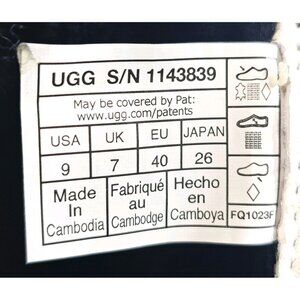 UGG S/N 1143839
May be covered by Pat:
www.ugg.com/patents
USA UK EU JAPAN
9 7 40 26
Made Fabriqué Hecho
In au en
Cambodia Cambodge Camboya
FQ1023F